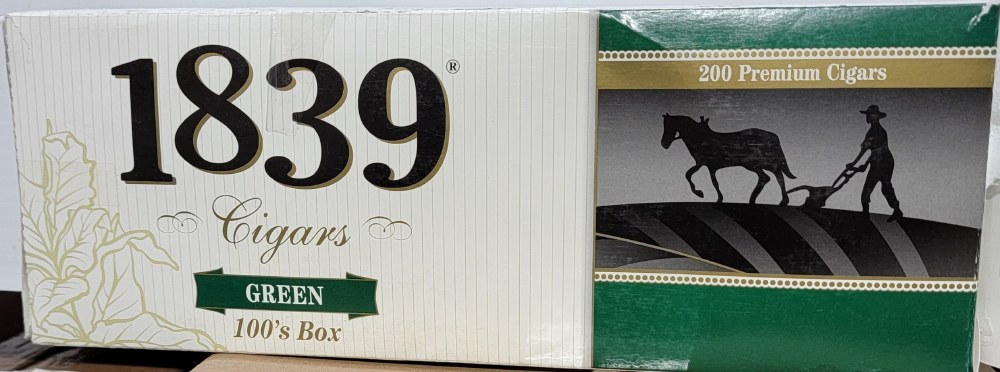 1839®
Cigars
GREEN
100's Box
200 Premium Cigars